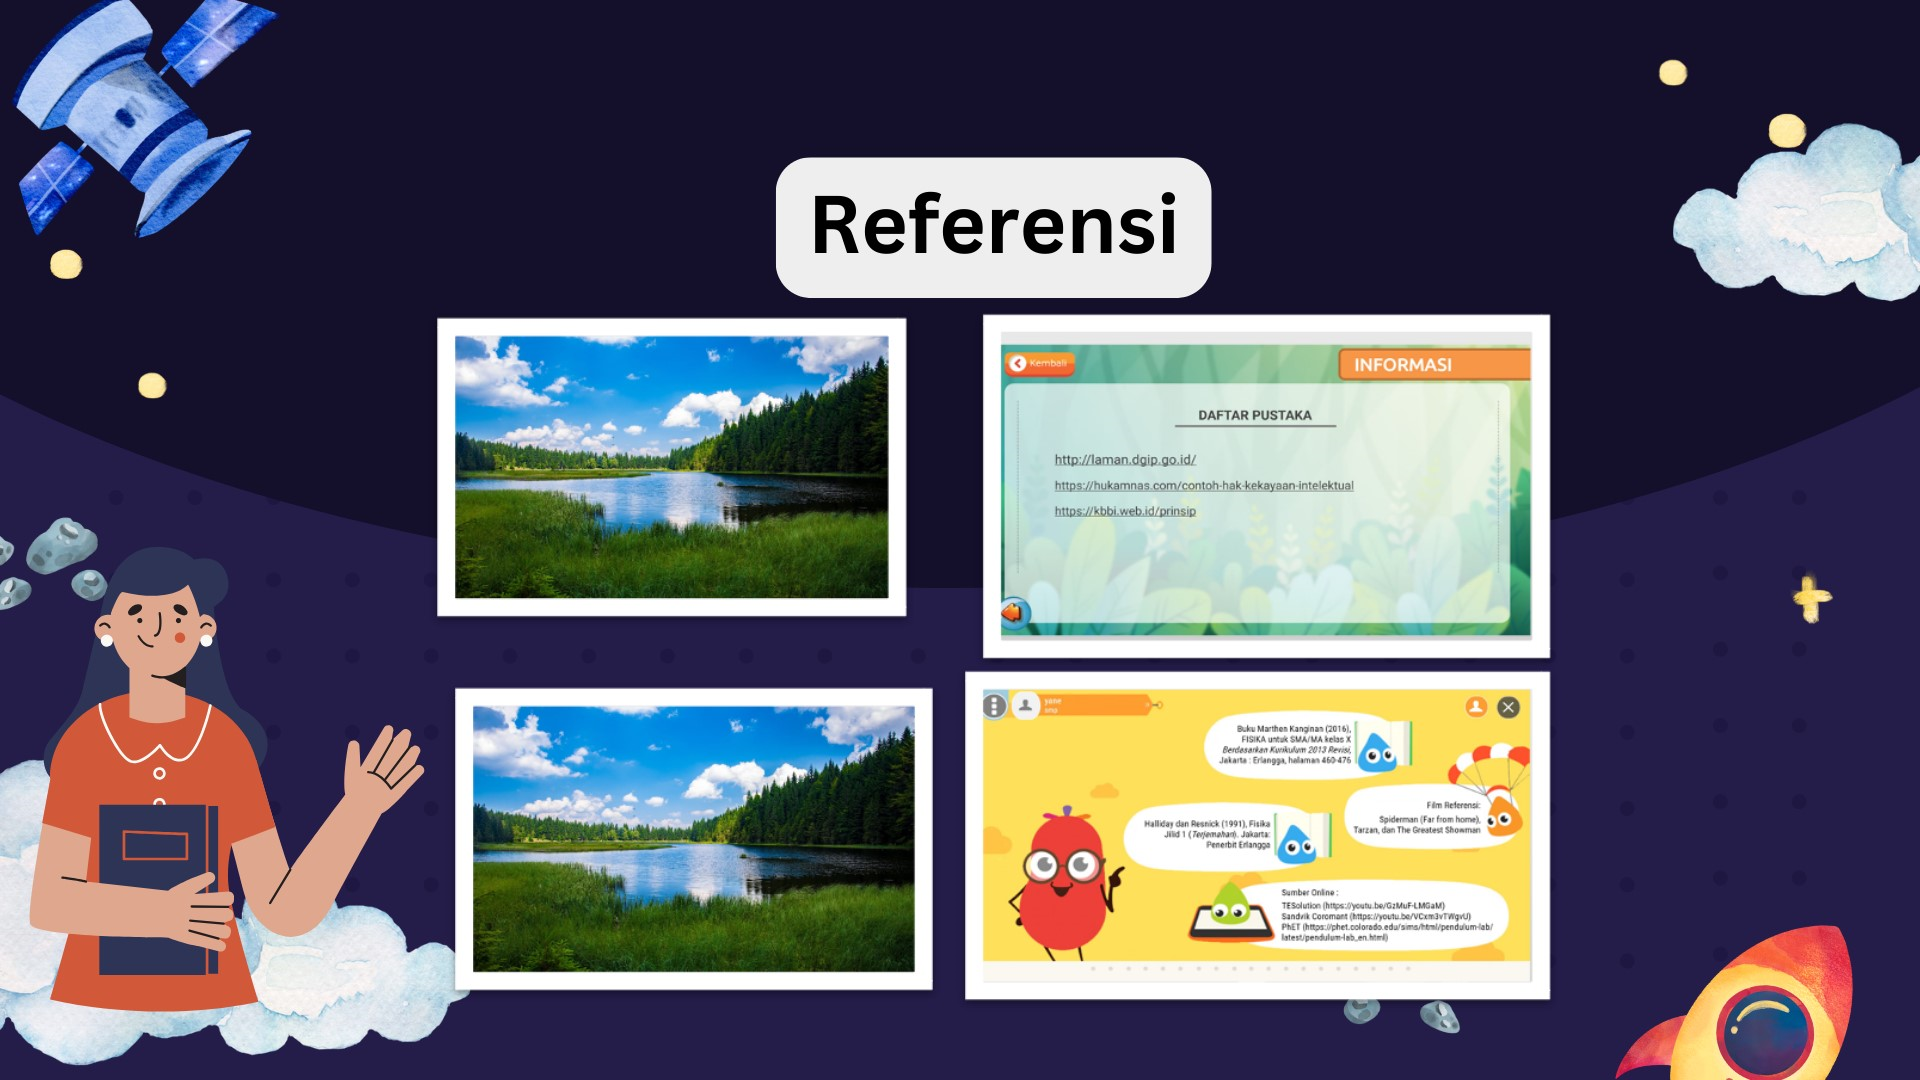 Referensi
Kembali
INFORMASI
DAFTAR PUSTAKA
http://laman.dgip.go.id/
https://hukamnas.com/contoh-hak-kekayaan-intelektual
https://kbbi.web.id/prinsip
yane
smp
Buku Marthen Kanginan (2016),
FISIKA untuk SMA/MA kelas X
Berdasarkan Kurikulum 2013 Revisi,
Jakarta : Erlangga, halaman 460-476
Film Referensi:
Spiderman (Far from home),
Tarzan, dan The Greatest Showman
Halliday dan Resnick (1991), Fisika
Jilid 1 (Terjemahan). Jakarta:
Penerbit Erlangga
Sumber Online :
TESolution (https://youtu.be/GzMuF-LMGaM)
Sandvik Coromant (https://youtu.be/VCxm3vTWgvU)
PhET (https://phet.colorado.edu/sims/html/pendulum-lab/
latest/pendulum-lab_en.html)